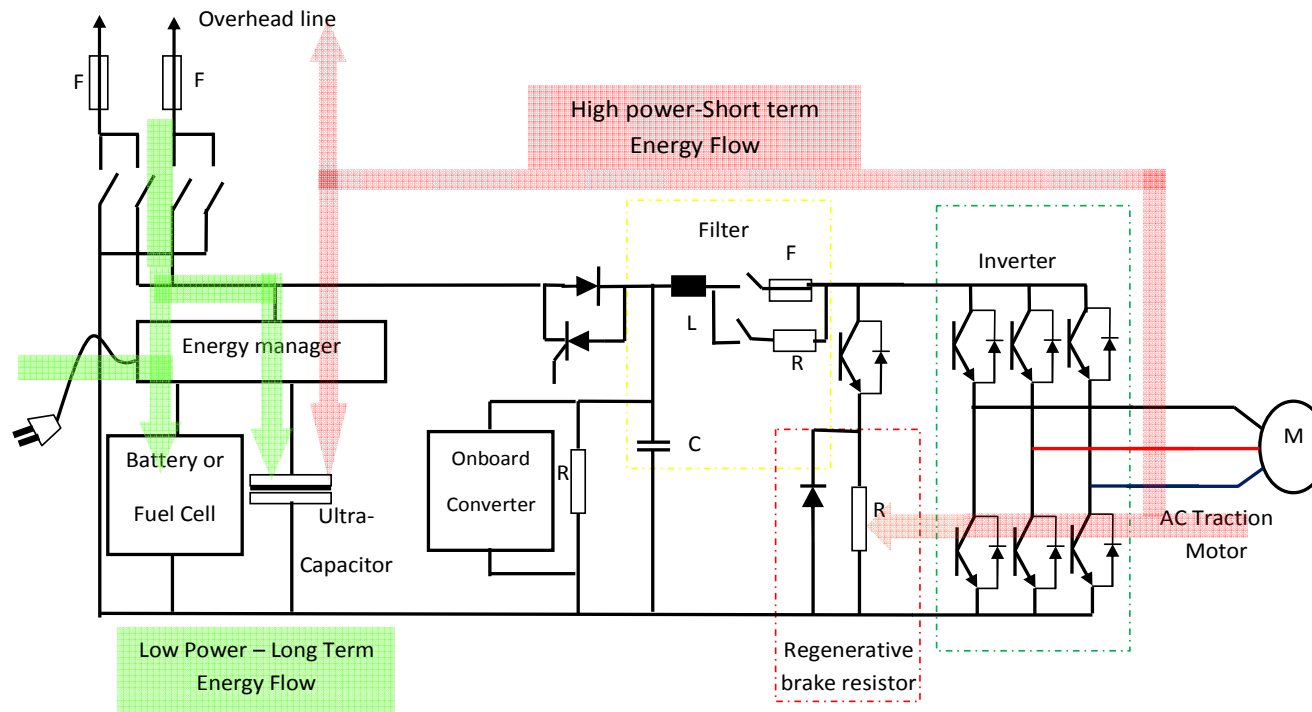 Overhead line
F
F
High power-Short term
Energy Flow
Filter
F
Inverter
L
Energy manager
R
M
Battery or
Fuel Cell
Onboard
Converter
R
C
Ultra-
Capacitor
R
AC Traction
Motor
Low Power – Long Term
Energy Flow
Regenerative
brake resistor